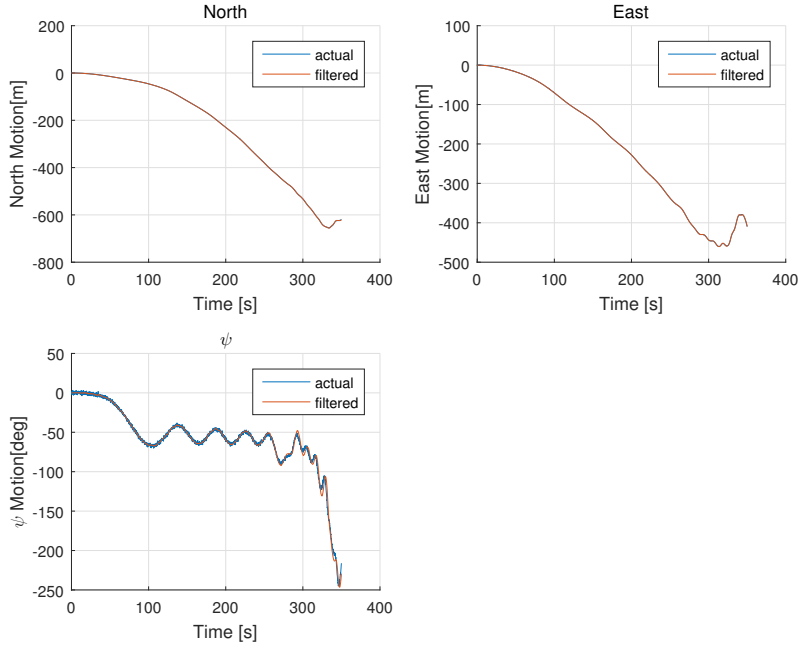 North
200
0
-200
-400
-600
-800
North Motion[m]
actual
filtered
0 100 200 300 400
Time [s]
East
100
0
-100
-200
-300
-400
-500
East Motion[m]
actual
filtered
0 100 200 300 400
Time [s]
ψ
50
0
-50
-100
-150
-200
-250
ψ Motion[deg]
actual
filtered
0 100 200 300 400
Time [s]